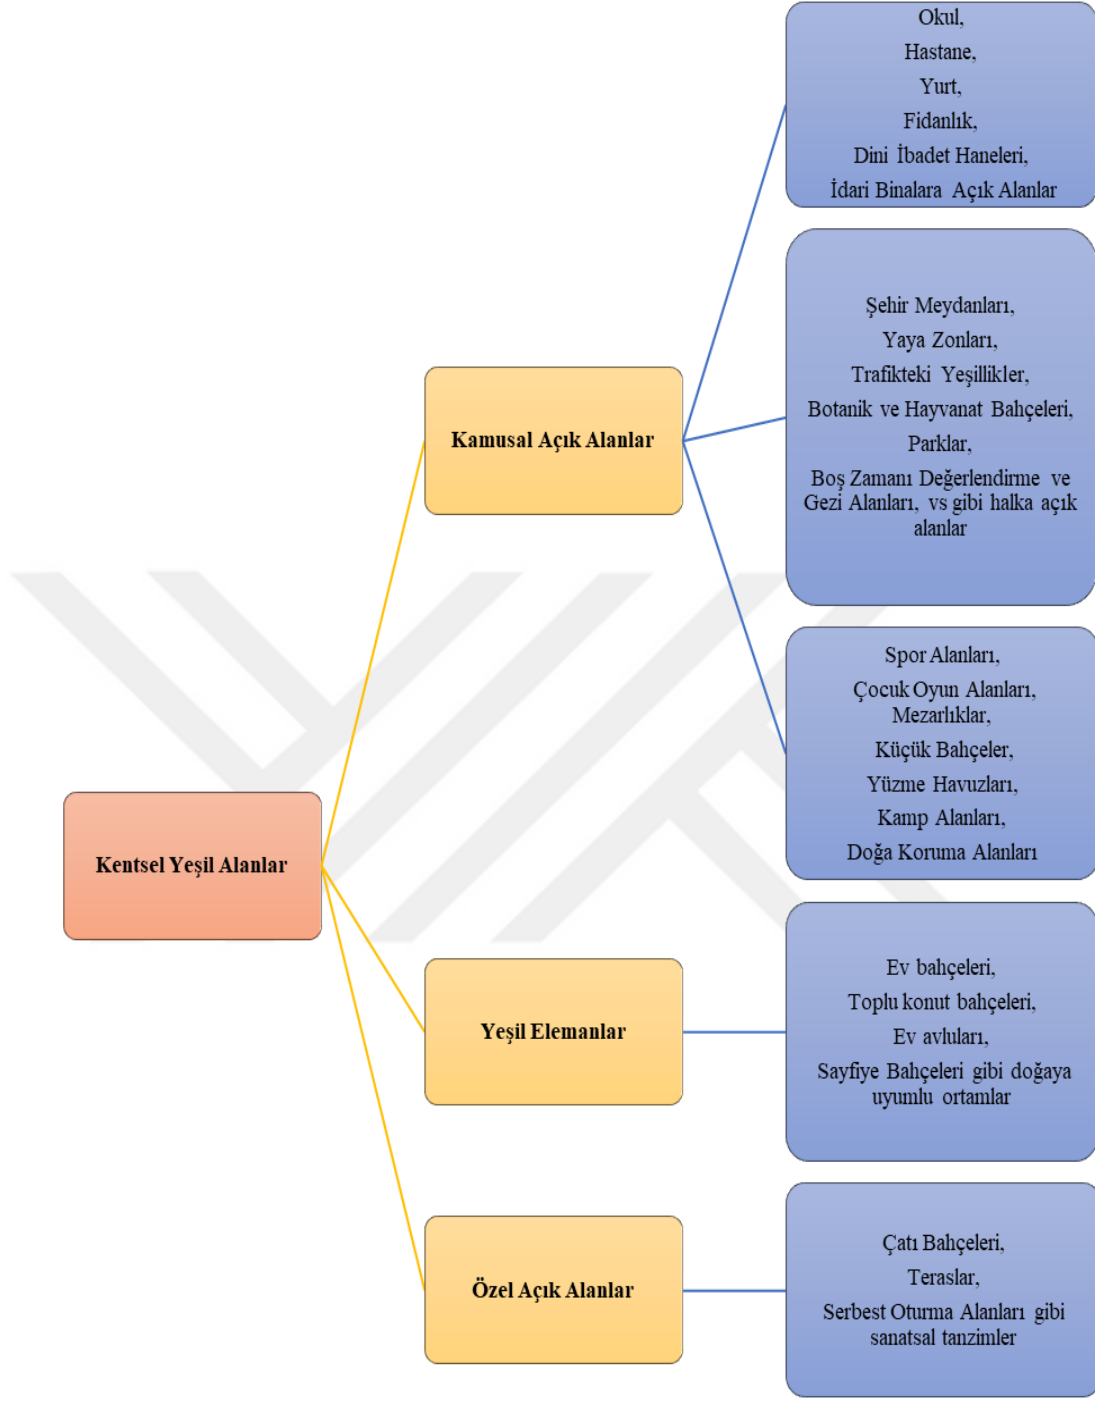 Kentsel Yeşil Alanlar
Kamusal Açık Alanlar
Okul,
Hastane,
Yurt,
Fidanlık,
Dini İbadet Haneleri,
İdari Binalara Açık Alanlar
Şehir Meydanları,
Yaya Zonları,
Trafikteki Yeşillikler,
Botanik ve Hayvanat Bahçeleri,
Parklar,
Boş Zamanı Değerlendirme ve
Gezi Alanları, vs gibi halka açık
alanlar
Spor Alanları,
Çocuk Oyun Alanları,
Mezarlıklar,
Küçük Bahçeler,
Yüzme Havuzları,
Kamp Alanları,
Doğa Koruma Alanları
Yeşil Elemanlar
Ev bahçeleri,
Toplu konut bahçeleri,
Ev avluları,
Sayfiye Bahçeleri gibi doğaya
uyumlu ortamlar
Özel Açık Alanlar
Çatı Bahçeleri,
Teraslar,
Serbest Oturma Alanları gibi
sanatsal tanzimler